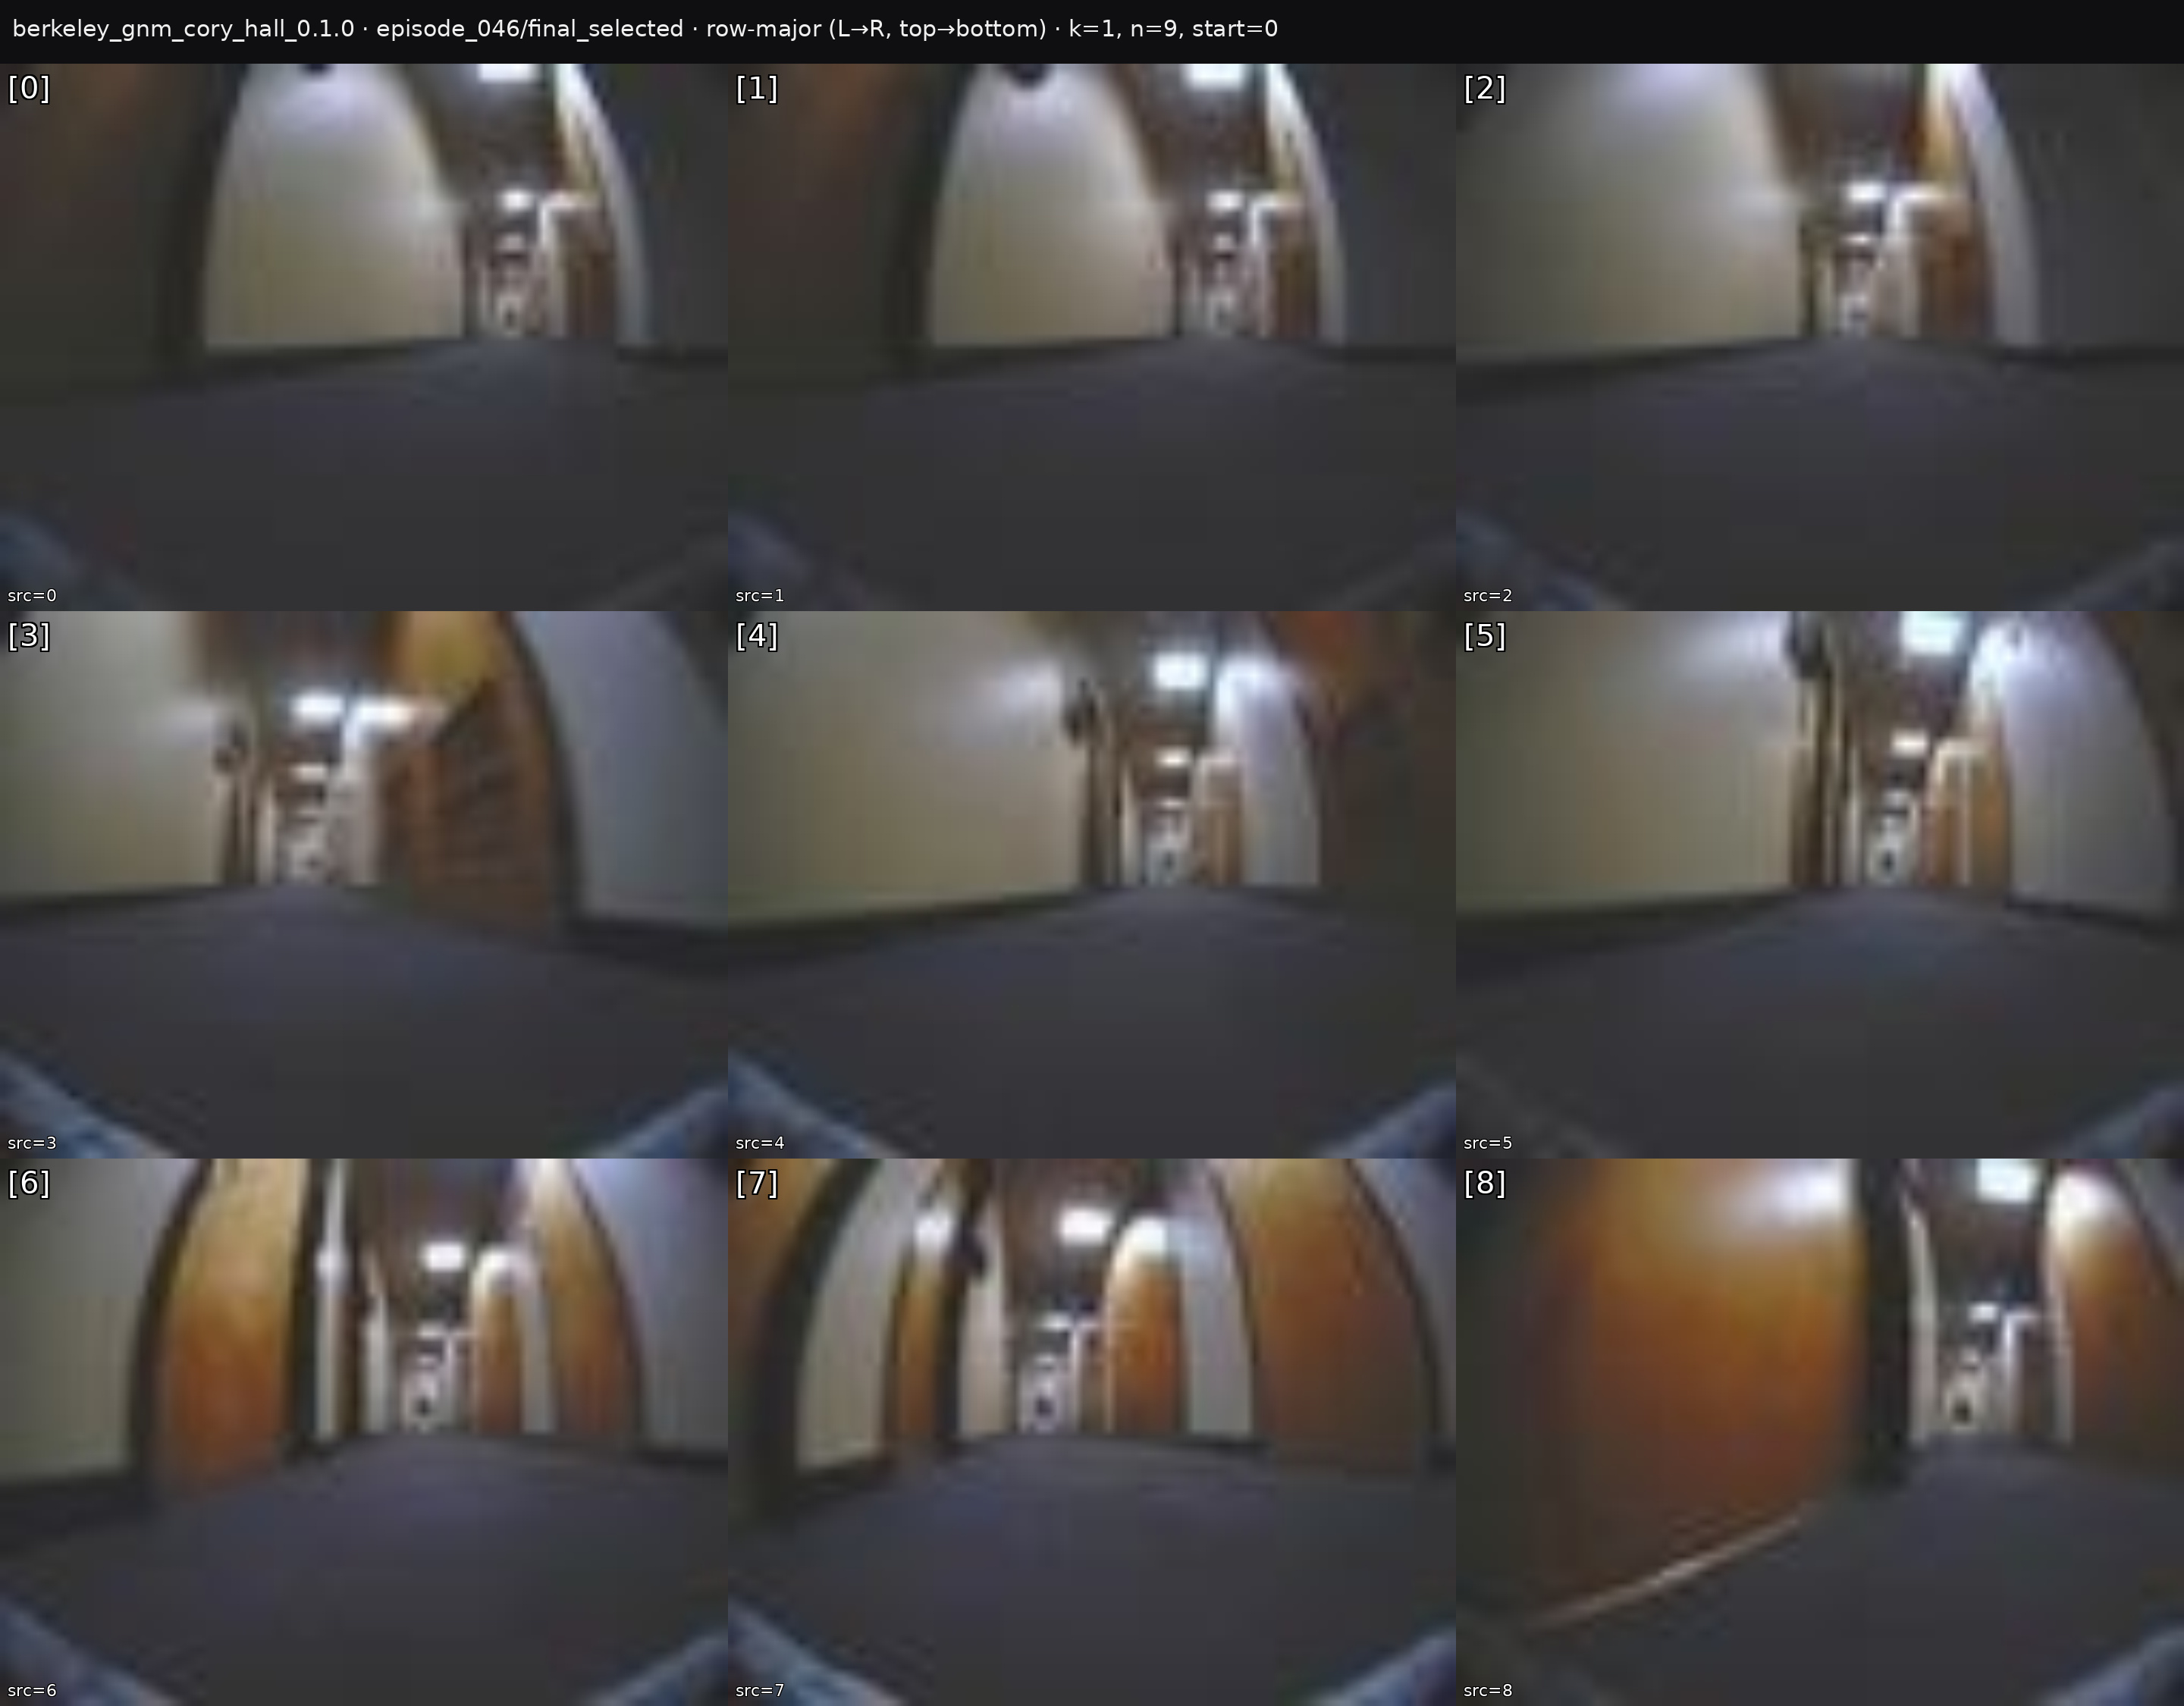 berkeley_gnm_cory_hall_0.1.0 · episode_046/final_selected · row-major (L→R, top→bottom) · k=1, n=9, start=0
[0] [1] [2]
src=0 src=1 src=2
[3] [4] [5]
src=3 src=4 src=5
[6] [7] [8]
src=6 src=7 src=8